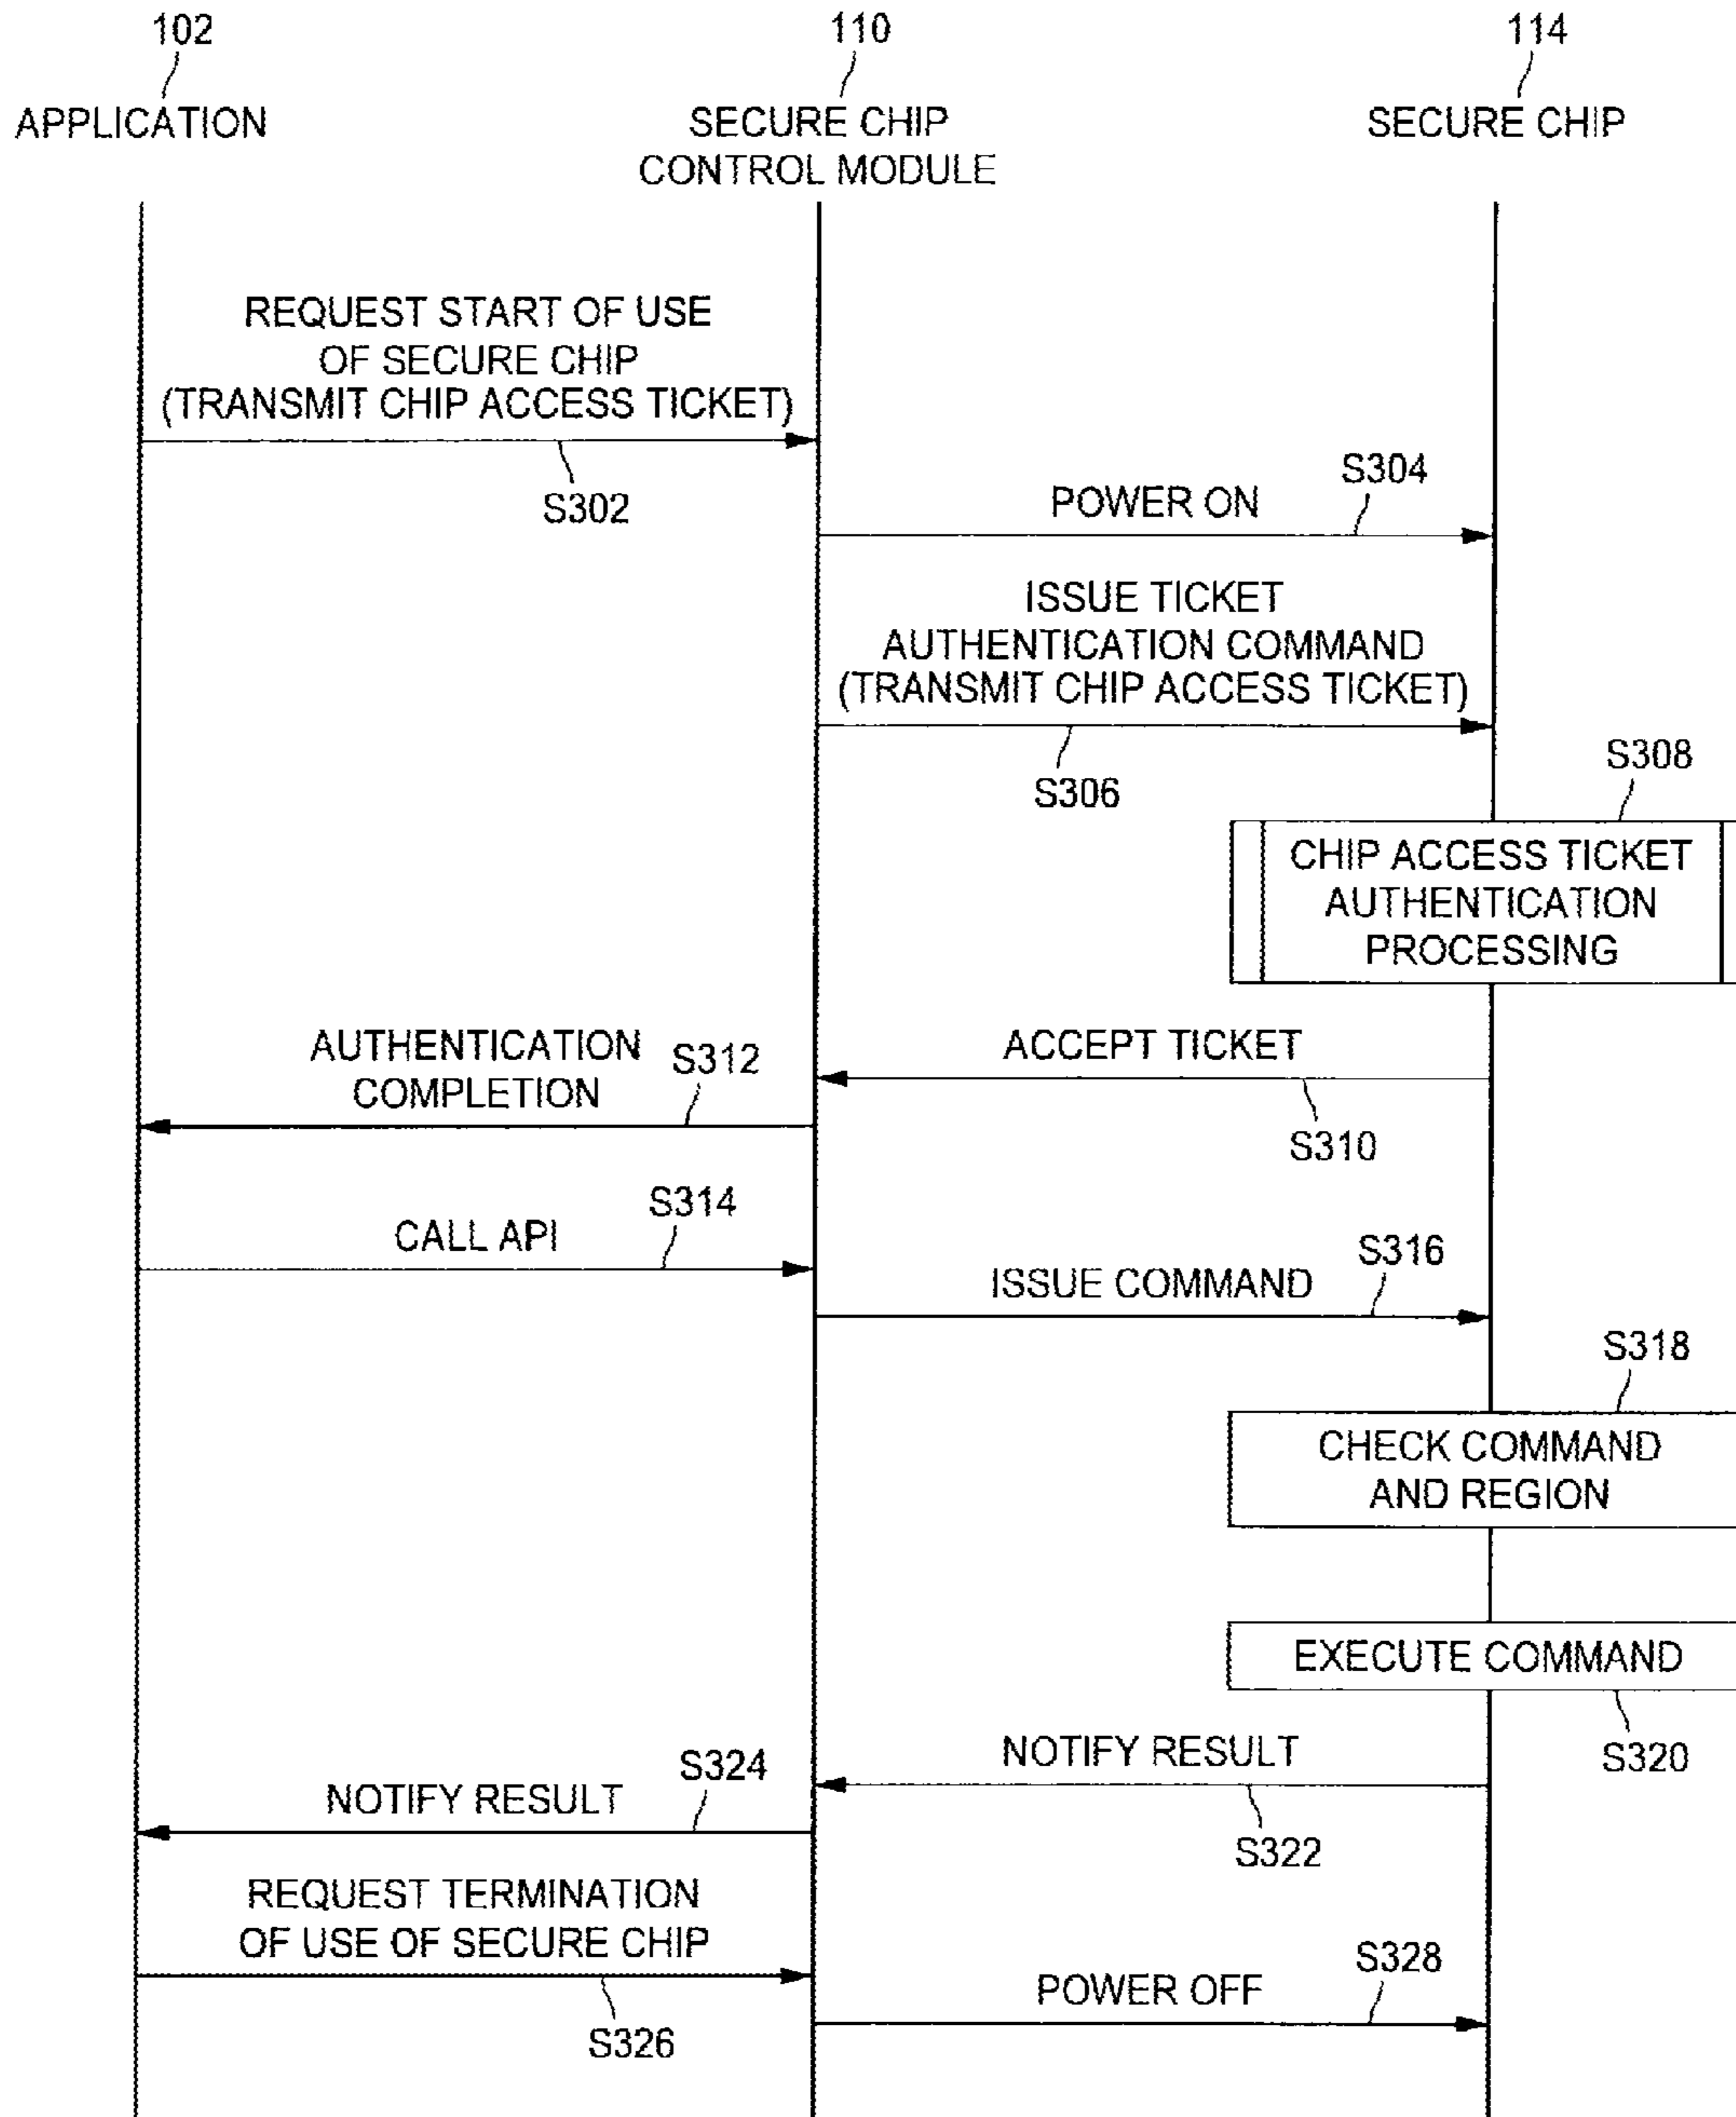 102
110
114
APPLICATION
SECURE CHIP
CONTROL MODULE
SECURE CHIP
REQUEST START OF USE
OF SECURE CHIP
(TRANSMIT CHIP ACCESS TICKET)
S302
S304
POWER ON
ISSUE TICKET
AUTHENTICATION COMMAND
(TRANSMIT CHIP ACCESS TICKET)
S306
S308
CHIP ACCESS TICKET
AUTHENTICATION
PROCESSING
ACCEPT TICKET
S310
AUTHENTICATION
COMPLETION
S312
S314
CALL API
S316
ISSUE COMMAND
S318
CHECK COMMAND
AND REGION
EXECUTE COMMAND
S320
NOTIFY RESULT
S322
S324
NOTIFY RESULT
REQUEST TERMINATION
OF USE OF SECURE CHIP
S326
S328
POWER OFF